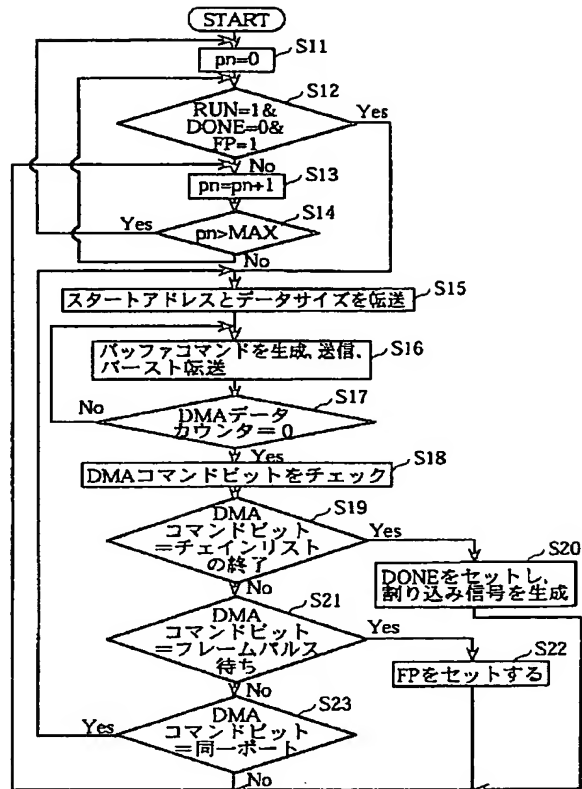 START
S11
pn=0
S12
RUN=1&
DONE=0&
FP=1
Yes
No
S13
pn=pn+1
S14
Yes
pn>MAX
No
S15
スタートアドレスとデータサイズを転送
バッファコマンドを生成、送信、
バースト転送
S16
S17
No
DMAデータ
カウンタ=0
Yes
S18
DMAコマンドビットをチェック
S19
DMA
コマンドビット
=チェインリスト
の終了
Yes
S20
DONEをセットし、
割り込み信号を生成
No
S21
DMA
コマンドビット
=フレームパルス
待ち
Yes
S22
FPをセットする
No
S23
DMA
コマンドビット
=同一ポート
Yes
No